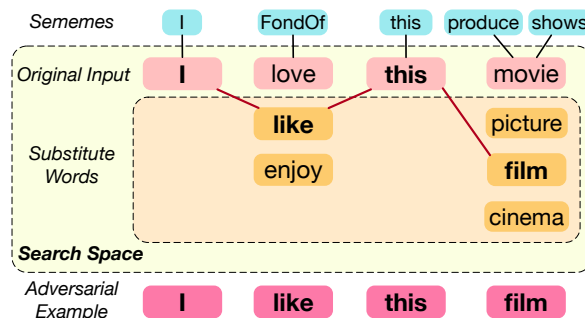 Sememes I FondOf this produce shows
Original Input I love this movie
like picture
Substitute Words enjoy film
cinema
Search Space
Adversarial Example I like this film